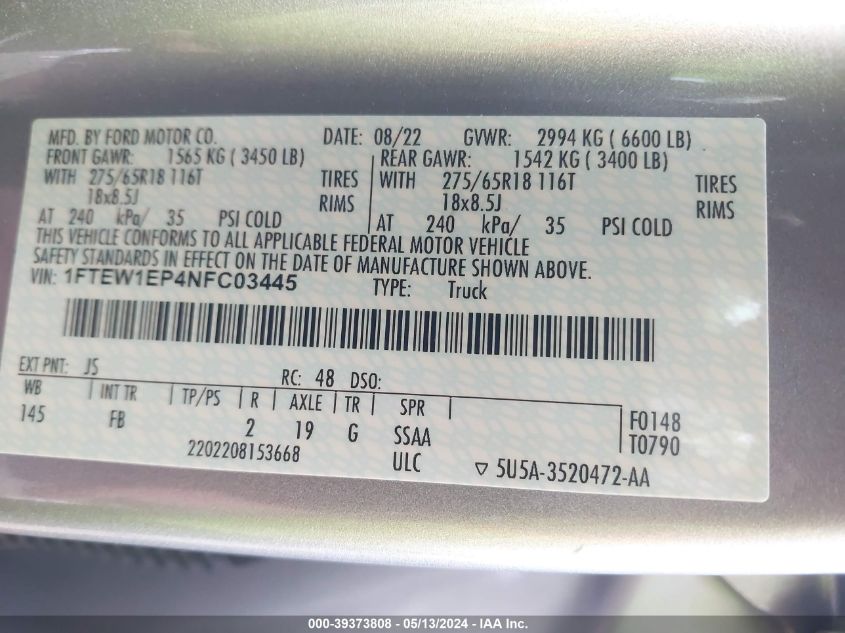 MFD. BY FORD MOTOR CO. DATE: 08/22 GVWR: 2994 KG ( 6600 LB)
FRONT GAWR: 1565 KG ( 3450 LB) REAR GAWR: 1542 KG ( 3400 LB)
WITH 275/65R18 116T TIRES WITH 275/65R18 116T TIRES
18x8.5J RIMS 18x8.5J RIMS
AT 240 kPa/ 35 PSI COLD AT 240 kPa/ 35 PSI COLD
THIS VEHICLE CONFORMS TO ALL APPLICABLE FEDERAL MOTOR VEHICLE
SAFETY STANDARDS IN EFFECT ON THE DATE OF MANUFACTURE SHOWN ABOVE.
VIN: 1FTEW1EP4NFC03445 TYPE: Truck
EXT PNT: JS RC: 48 DSO:
WB INT TR TP/PS R AXLE TR SPR F0148
145 FB 2 19 G SSAA T0790
2202208153668 ULC ▽ 5U5A-3520472-AA
000-39373808 - 05/13/2024 - IAA Inc.